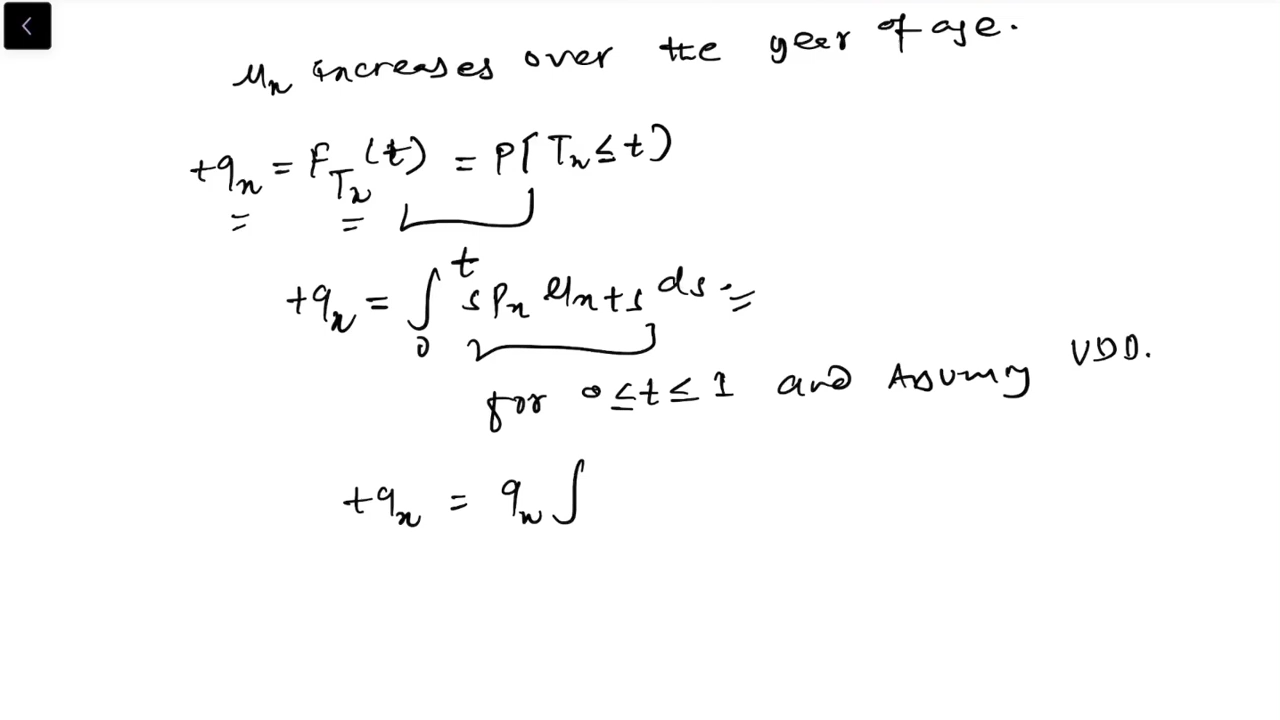 μx increases over the year of age.
tqx = F_Tx(t) = P[Tx ≤ t)
tqx = ∫₀ᵗ sPx μx+s ds.
for 0 ≤ t ≤ 1 and Assuming UDD.
tqx = qx ∫